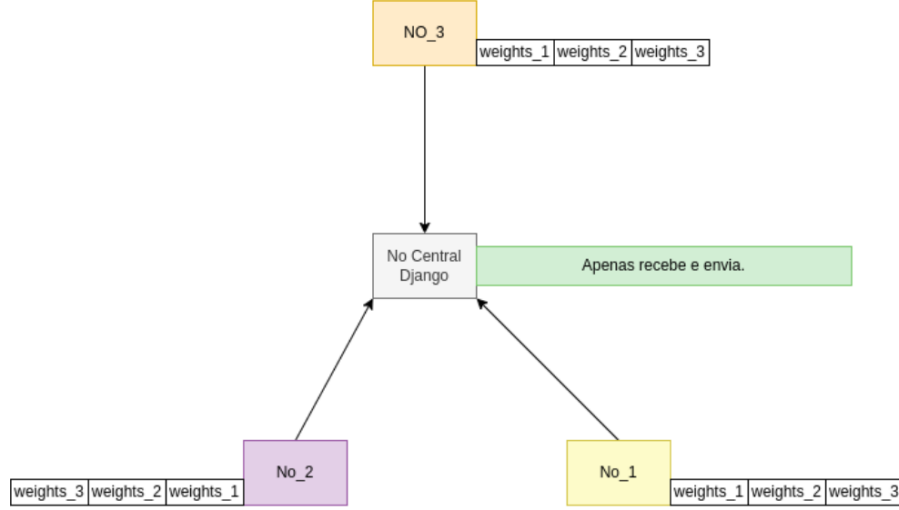 NO_3
weights_1 weights_2 weights_3
No Central
Django
Apenas recebe e envia.
No_2
weights_3 weights_2 weights_1
No_1
weights_1 weights_2 weights_3